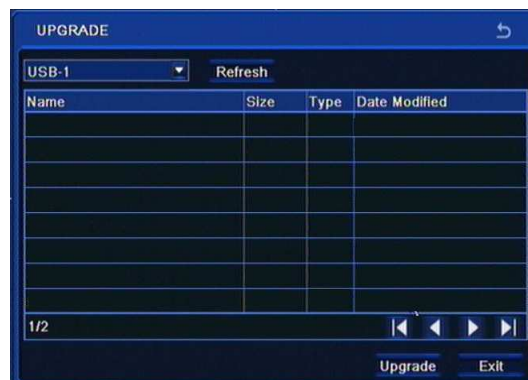 UPGRADE
USB-1 Refresh
Name Size Type Date Modified
1/2
Upgrade Exit